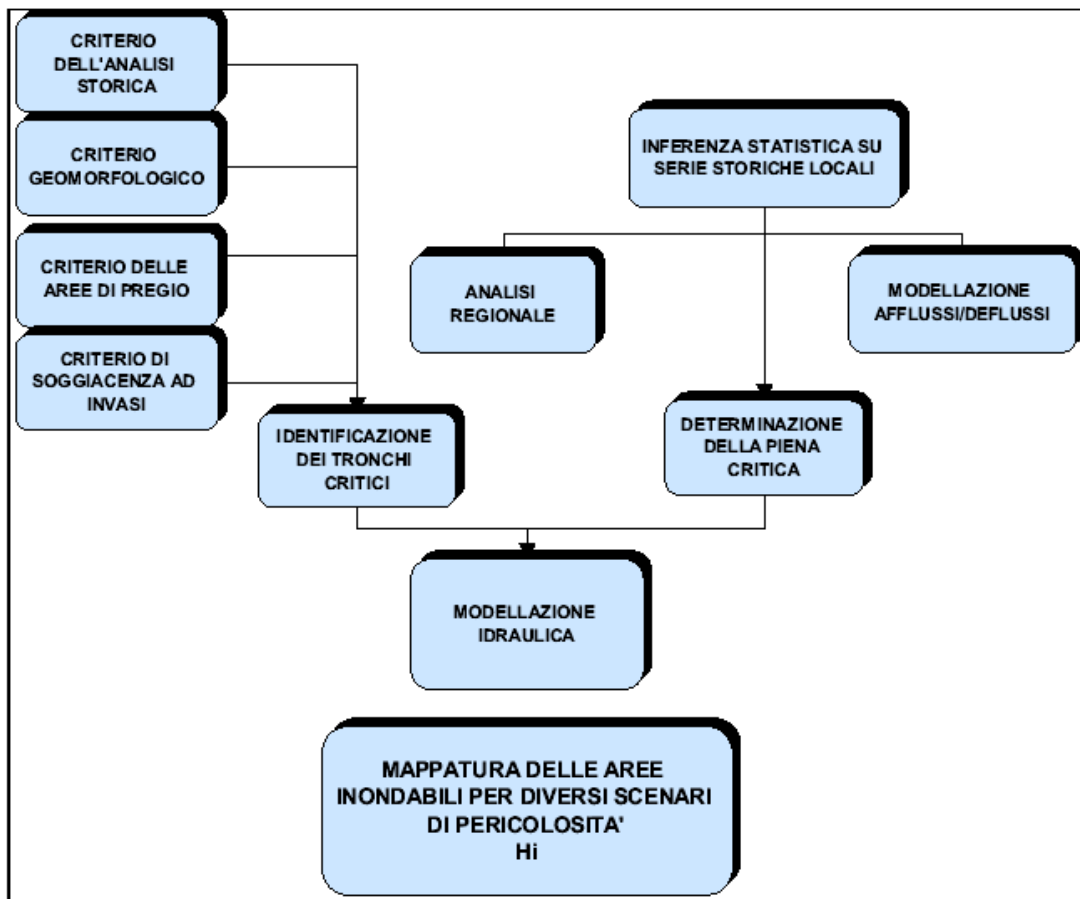 CRITERIO
DELL'ANALISI
STORICA
CRITERIO
GEOMORFOLOGICO
CRITERIO DELLE
AREE DI PREGIO
CRITERIO DI
SOGGIACENZA AD
INVASI
INFERENZA STATISTICA SU
SERIE STORICHE LOCALI
ANALISI
REGIONALE
MODELLAZIONE
AFFLUSSI/DEFLUSSI
IDENTIFICAZIONE
DEI TRONCHI
CRITICI
DETERMINAZIONE
DELLA PIENA
CRITICA
MODELLAZIONE
IDRAULICA
MAPPATURA DELLE AREE
INONDABILI PER DIVERSI SCENARI
DI PERICOLOSITA'
Hi